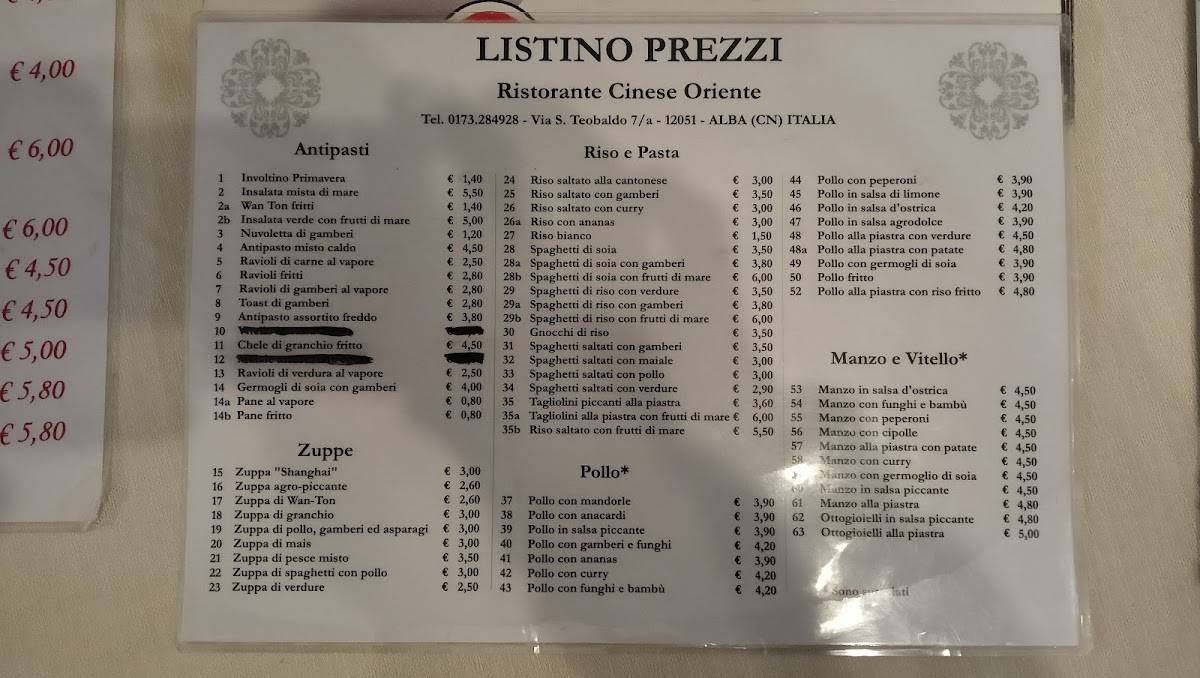 € 4,00
€ 6,00
€ 6,00
€ 4,50
€ 4,50
€ 5,00
€ 5,80
€ 5,80
LISTINO PREZZI
Ristorante Cinese Oriente
Tel. 0173.284928 - Via S. Teobaldo 7/a - 12051 - ALBA (CN) ITALIA
Antipasti
1 Involtino Primavera € 1,40
2 Insalata mista di mare € 5,50
2a Wan Ton fritti € 1,40
2b Insalata verde con frutti di mare € 5,00
3 Nuvoletta di gamberi € 1,20
4 Antipasto misto caldo € 4,50
5 Ravioli di carne al vapore € 2,50
6 Ravioli fritti € 2,80
7 Ravioli di gamberi al vapore € 2,80
8 Toast di gamberi € 2,80
9 Antipasto assortito freddo € 3,80
10
11 Chele di granchio fritto € 4,50
12
13 Ravioli di verdura al vapore € 2,50
14 Germogli di soia con gamberi € 4,00
14a Pane al vapore € 0,80
14b Pane fritto € 0,80
Zuppe
15 Zuppa "Shanghai" € 3,00
16 Zuppa agro-piccante € 2,60
17 Zuppa di Wan-Ton € 2,60
18 Zuppa di granchio € 3,00
19 Zuppa di pollo, gamberi ed asparagi € 3,00
20 Zuppa di mais € 3,00
21 Zuppa di pesce misto € 3,50
22 Zuppa di spaghetti con pollo € 3,00
23 Zuppa di verdure € 2,50
Riso e Pasta
24 Riso saltato alla cantonese € 3,00
25 Riso saltato con gamberi € 3,50
26 Riso saltato con curry € 3,00
26a Riso con ananas € 3,00
27 Riso bianco € 1,50
28 Spaghetti di soia € 3,50
28a Spaghetti di soia con gamberi € 3,80
28b Spaghetti di soia con frutti di mare € 6,00
29 Spaghetti di riso con verdure € 3,50
29a Spaghetti di riso con gamberi € 3,80
29b Spaghetti di riso con frutti di mare € 6,00
30 Gnocchi di riso € 3,50
31 Spaghetti saltati con gamberi € 3,50
32 Spaghetti saltati con maiale € 3,00
33 Spaghetti saltati con pollo € 3,00
34 Spaghetti saltati con verdure € 2,90
35 Tagliolini piccanti alla piastra € 3,60
35a Tagliolini alla piastra con frutti di mare € 6,00
35b Riso saltato con frutti di mare € 5,50
Pollo*
37 Pollo con mandorle € 3,90
38 Pollo con anacardi € 3,90
39 Pollo in salsa piccante € 3,90
40 Pollo con gamberi e funghi € 4,20
41 Pollo con ananas € 3,90
42 Pollo con curry € 4,20
43 Pollo con funghi e bambù € 4,20
44 Pollo con peperoni € 3,90
45 Pollo in salsa di limone € 3,90
46 Pollo in salsa d'ostrica € 4,20
47 Pollo in salsa agrodolce € 3,90
48 Pollo alla piastra con verdure € 4,50
48a Pollo alla piastra con patate € 4,80
49 Pollo con germogli di soia € 3,90
50 Pollo fritto € 3,90
52 Pollo alla piastra con riso fritto € 4,80
Manzo e Vitello*
53 Manzo in salsa d'ostrica € 4,50
54 Manzo con funghi e bambù € 4,50
55 Manzo con peperoni € 4,50
56 Manzo con cipolle € 4,50
57 Manzo alla piastra con patate € 4,50
58 Manzo con curry € 4,50
Manzo con germoglio di soia € 4,50
60 Manzo in salsa piccante € 4,50
61 Manzo alla piastra € 4,80
62 Ottogioielli in salsa piccante € 4,80
63 Ottogioielli alla piastra € 5,00
* Sono